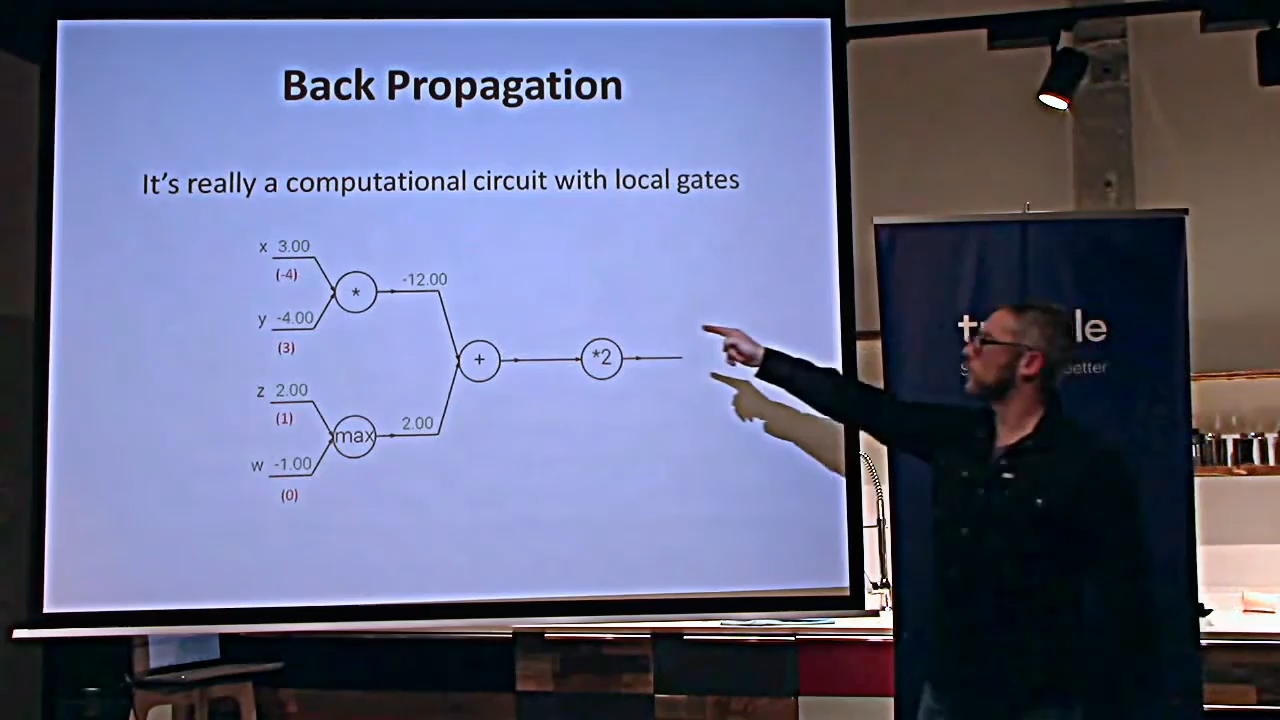 Back Propagation
It's really a computational circuit with local gates
x 3.00
(-4)
*
-12.00
y -4.00
(3)
+
*2
z 2.00
(1)
max
2.00
w -1.00
(0)